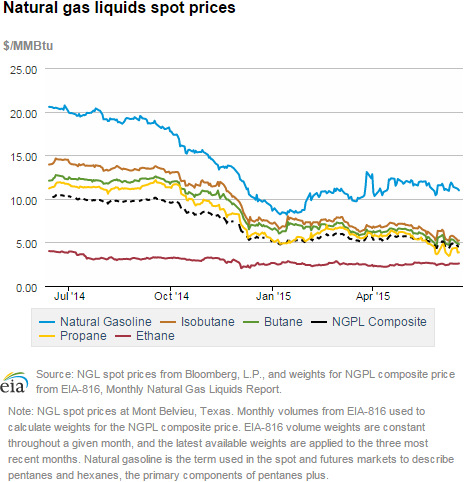 Natural gas liquids spot prices
$/MMBtu
25.00
20.00
15.00
10.00
5.00
0.00
Jul '14 Oct '14 Jan '15 Apr '15
Natural Gasoline Isobutane Butane NGPL Composite
Propane Ethane
eia
Source: NGL spot prices from Bloomberg, L.P., and weights for NGPL composite price
from EIA-816, Monthly Natural Gas Liquids Report.
Note: NGL spot prices at Mont Belvieu, Texas. Monthly volumes from EIA-816 used to
calculate weights for the NGPL composite price. EIA-816 volume weights are constant
throughout a given month, and the latest available weights are applied to the three most
recent months. Natural gasoline is the term used in the spot and futures markets to describe
pentanes and hexanes, the primary components of pentanes plus.